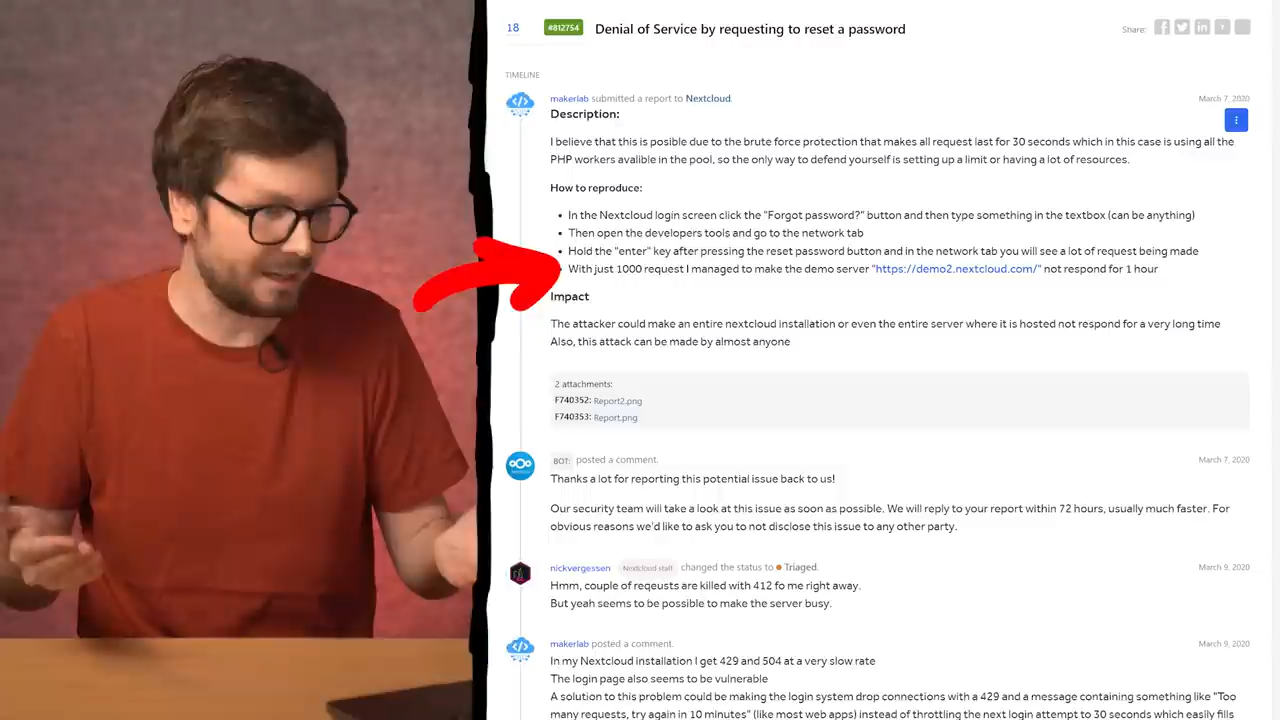 18 #812754 Denial of Service by requesting to reset a password Share:
TIMELINE
makerlab submitted a report to Nextcloud. March 7, 2020
Description:
I believe that this is posible due to the brute force protection that makes all request last for 30 seconds which in this case is using all the
PHP workers avalible in the pool, so the only way to defend yourself is setting up a limit or having a lot of resources.
How to reproduce:
• In the Nextcloud login screen click the "Forgot password?" button and then type something in the textbox (can be anything)
• Then open the developers tools and go to the network tab
• Hold the "enter" key after pressing the reset password button and in the network tab you will see a lot of request being made
With just 1000 request I managed to make the demo server "https://demo2.nextcloud.com/" not respond for 1 hour
Impact
The attacker could make an entire nextcloud installation or even the entire server where it is hosted not respond for a very long time
Also, this attack can be made by almost anyone
2 attachments:
F740352: Report2.png
F740353: Report.png
BOT: posted a comment. March 7, 2020
Thanks a lot for reporting this potential issue back to us!
Our security team will take a look at this issue as soon as possible. We will reply to your report within 72 hours, usually much faster. For
obvious reasons we'd like to ask you to not disclose this issue to any other party.
nickvergessen Nextcloud staff changed the status to • Triaged. March 9, 2020
Hmm, couple of reqeusts are killed with 412 fo me right away.
But yeah seems to be possible to make the server busy.
makerlab posted a comment. March 9, 2020
In my Nextcloud installation I get 429 and 504 at a very slow rate
The login page also seems to be vulnerable
A solution to this problem could be making the login system drop connections with a 429 and a message containing something like "Too
many requests, try again in 10 minutes" (like most web apps) instead of throttling the next login attempt to 30 seconds which easily fills